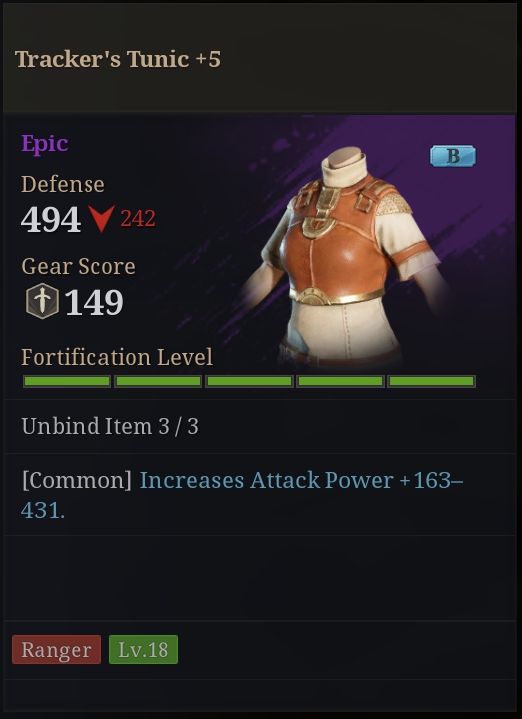 Tracker's Tunic +5
Epic
B
Defense
494 242
Gear Score
149
Fortification Level
Unbind Item 3 / 3
[Common] Increases Attack Power +163–
431.
Ranger Lv.18